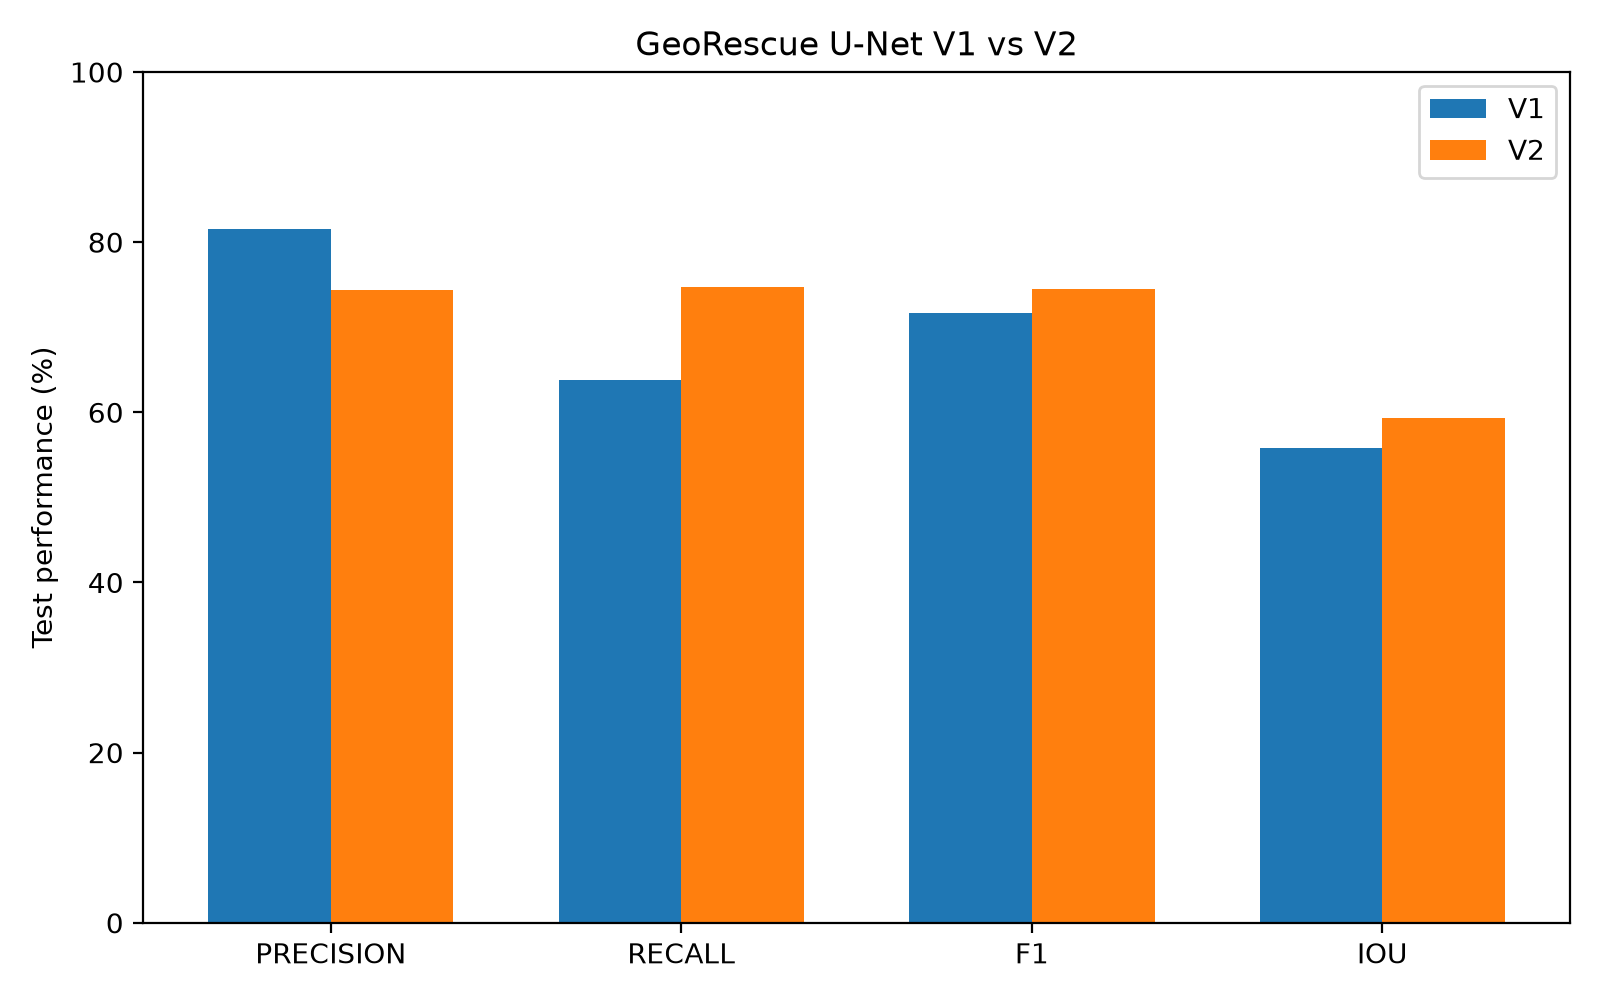 GeoRescue U-Net V1 vs V2
100
80
60
40
20
0
Test performance (%)
V1
V2
PRECISION
RECALL
F1
IOU